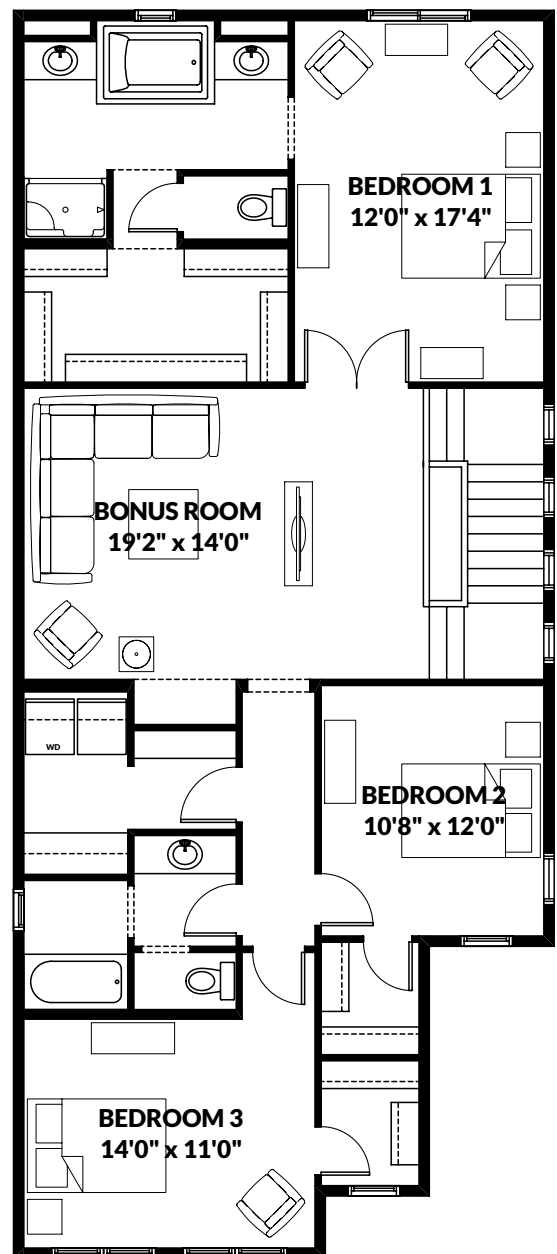 BEDROOM 1
12'0" x 17'4"
BONUS ROOM
19'2" x 14'0"
WD
BEDROOM 2
10'8" x 12'0"
BEDROOM 3
14'0" x 11'0"